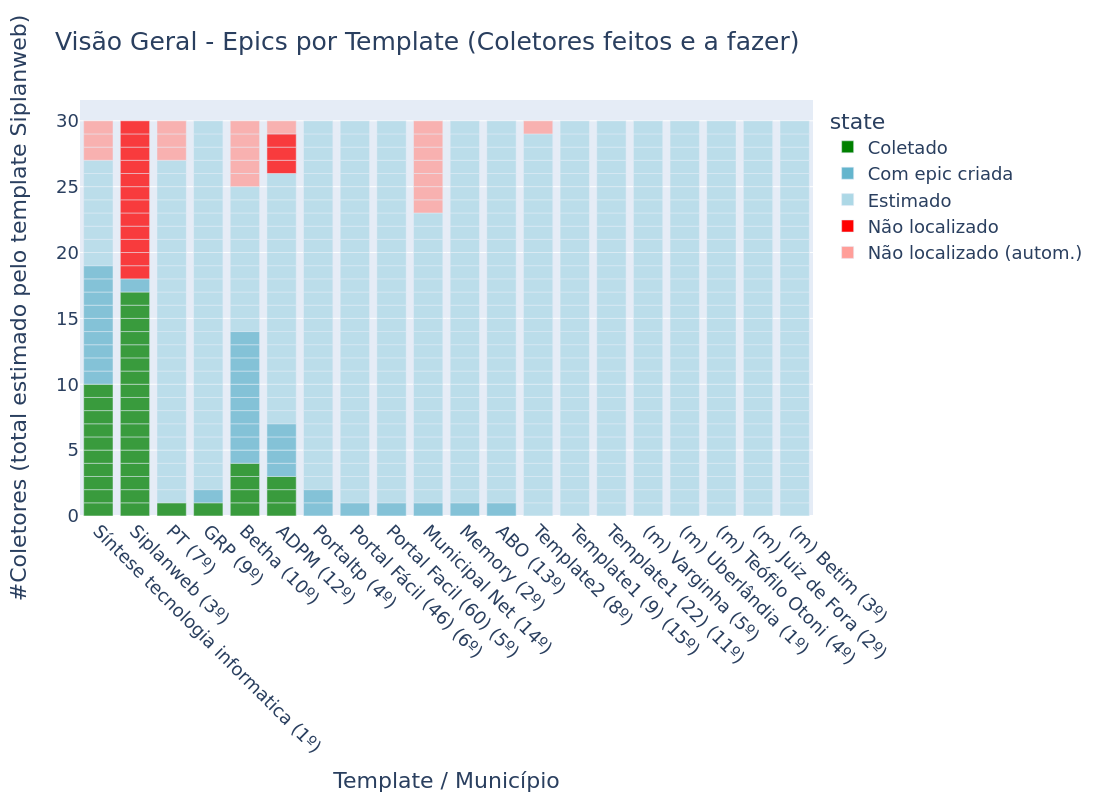 Visão Geral - Epics por Template (Coletores feitos e a fazer)
#Coletores (total estimado pelo template Siplanweb)
30
25
20
15
10
5
0
state
Coletado
Com epic criada
Estimado
Não localizado
Não localizado (autom.)
Síntese tecnologia informatica (1º)
Siplanweb (3º)
PT (7º)
GRP (9º)
Betha (10º)
ADPM (12º)
Portaltp (4º)
Portal Fácil (46) (6º)
Portal Facil (60) (5º)
Municipal Net (14º)
Memory (2º)
ABO (13º)
Template2 (8º)
Template1 (9) (15º)
Template1 (22) (11º)
(m) Varginha (5º)
(m) Uberlândia (1º)
(m) Teófilo Otoni (4º)
(m) Juiz de Fora (2º)
(m) Betim (3º)
Template / Município